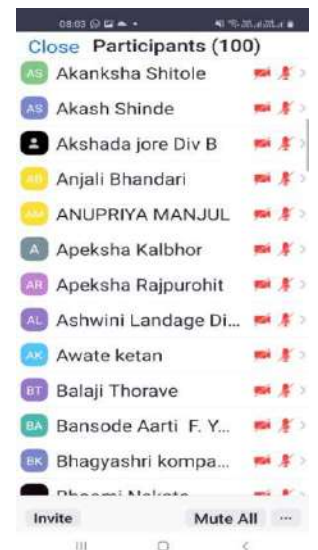 08:03
Close Participants (100)
AS Akanksha Shitole
AS Akash Shinde
Akshada jore Div B
AB Anjali Bhandari
AM ANUPRIYA MANJUL
A Apeksha Kalbhor
AR Apeksha Rajpurohit
AL Ashwini Landage Di...
AK Awate ketan
BT Balaji Thorave
BA Bansode Aarti F. Y...
BK Bhagyashri kompa...
Invite Mute All ...